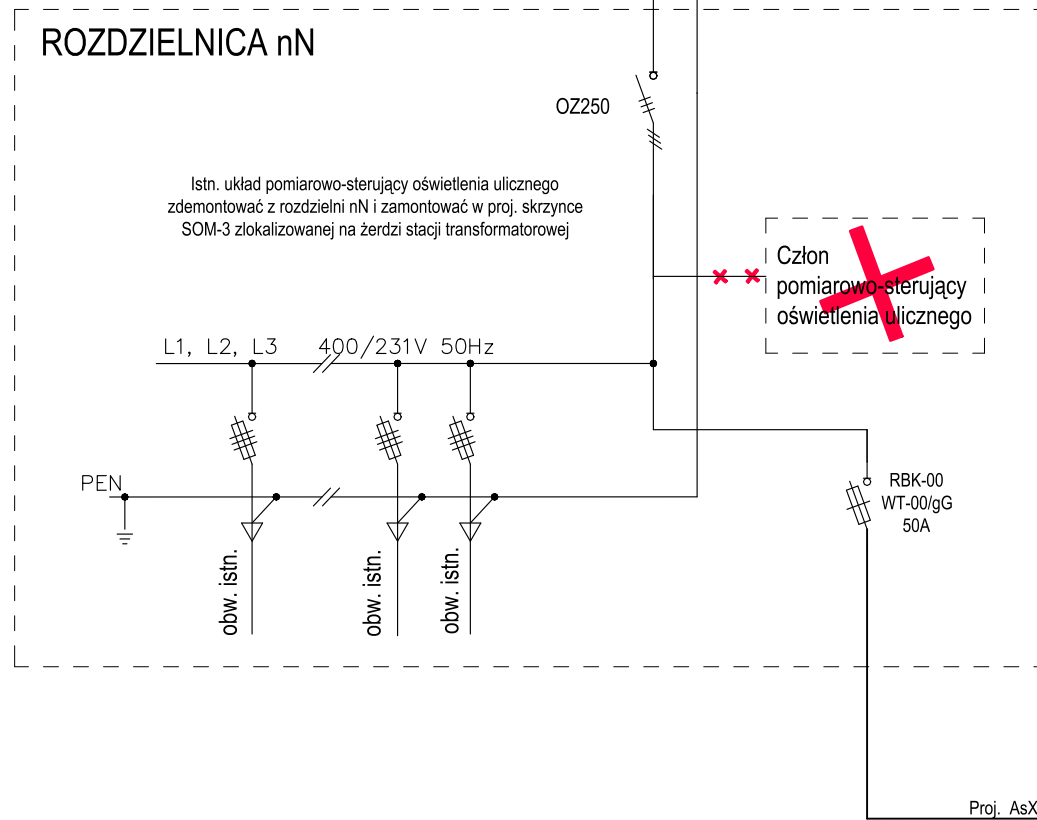 ROZDZIELNICA nN
OZ250
Istn. układ pomiarowo-sterujący oświetlenia ulicznego
zdemontować z rozdzielni nN i zamontować w proj. skrzynce
SOM-3 zlokalizowanej na żerdzi stacji transformatorowej
Człon
pomiarowo-sterujący
oświetlenia ulicznego
L1, L2, L3 400/231V 50Hz
PEN
RBK-00
WT-00/gG
50A
obw. istn.
obw. istn.
obw. istn.
Proj. AsX